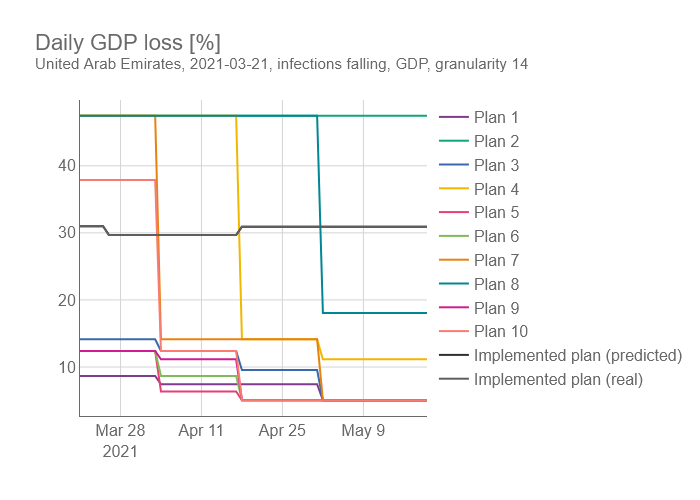 Daily GDP loss [%]
United Arab Emirates, 2021-03-21, infections falling, GDP, granularity 14
40
30
20
10
Mar 28
2021
Apr 11
Apr 25
May 9
Plan 1
Plan 2
Plan 3
Plan 4
Plan 5
Plan 6
Plan 7
Plan 8
Plan 9
Plan 10
Implemented plan (predicted)
Implemented plan (real)